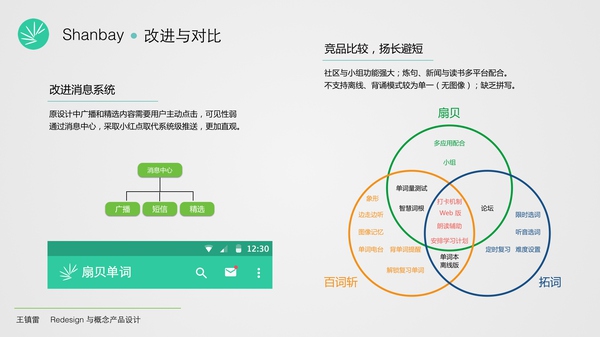 Shanbay • 改进与对比
改进消息系统
原设计中广播和精选内容需要用户主动点击，可见性弱
通过消息中心，采取小红点取代系统级推送，更加直观。
消息中心
广播
短信
精选
12:30
扇贝单词
竞品比较，扬长避短
社区与小组功能强大；炼句、新闻与读书多平台配合。
不支持离线、背诵模式较为单一（无图像）；缺乏拼写。
扇贝
多应用配合
小组
单词量测试
智慧词根
打卡机制
Web 版
朗读辅助
安排学习计划
论坛
象形
边走边听
图像记忆
单词电台
背单词提醒
解锁复习单词
单词本
离线版
限时选词
听音选词
定时复习
难度设置
百词斩
拓词
王镇雷
Redesign 与概念产品设计